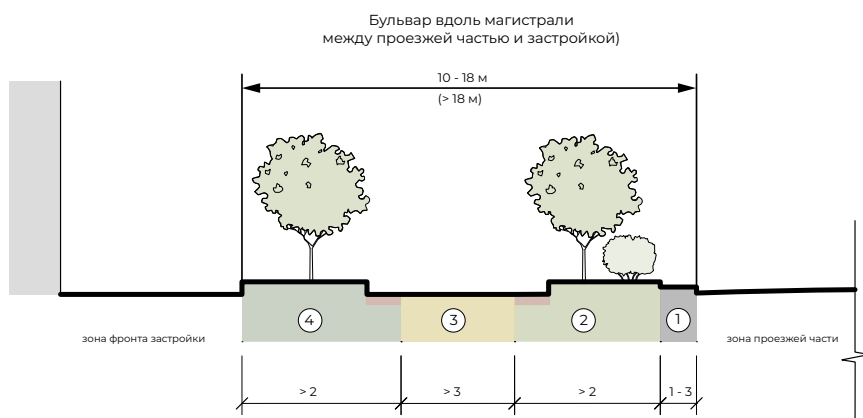 Бульвар вдоль магистрали
между проезжей частью и застройкой)
10 - 18 м
(> 18 м)
4
3
2
1
зона фронта застройки
зона проезжей части
> 2
> 3
> 2
1 - 3